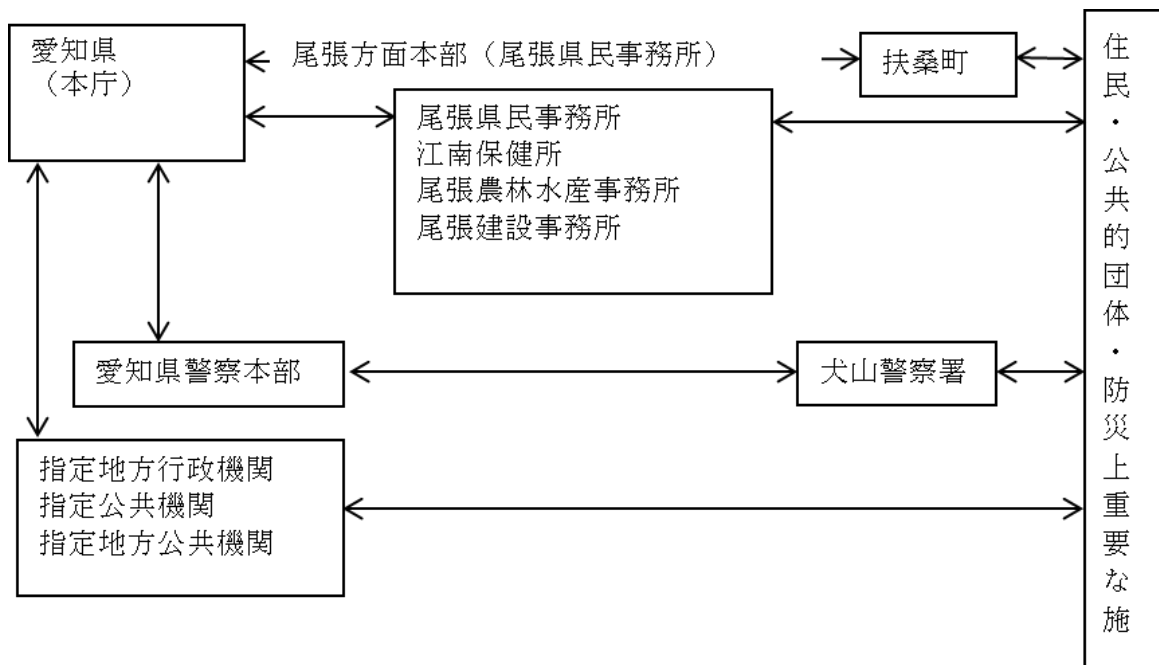 愛知県
（本庁）
尾張方面本部（尾張県民事務所）
扶桑町
尾張県民事務所
江南保健所
尾張農林水産事務所
尾張建設事務所
愛知県警察本部
犬山警察署
指定地方行政機関
指定公共機関
指定地方公共機関
住民・公共的団体・防災上重要な施